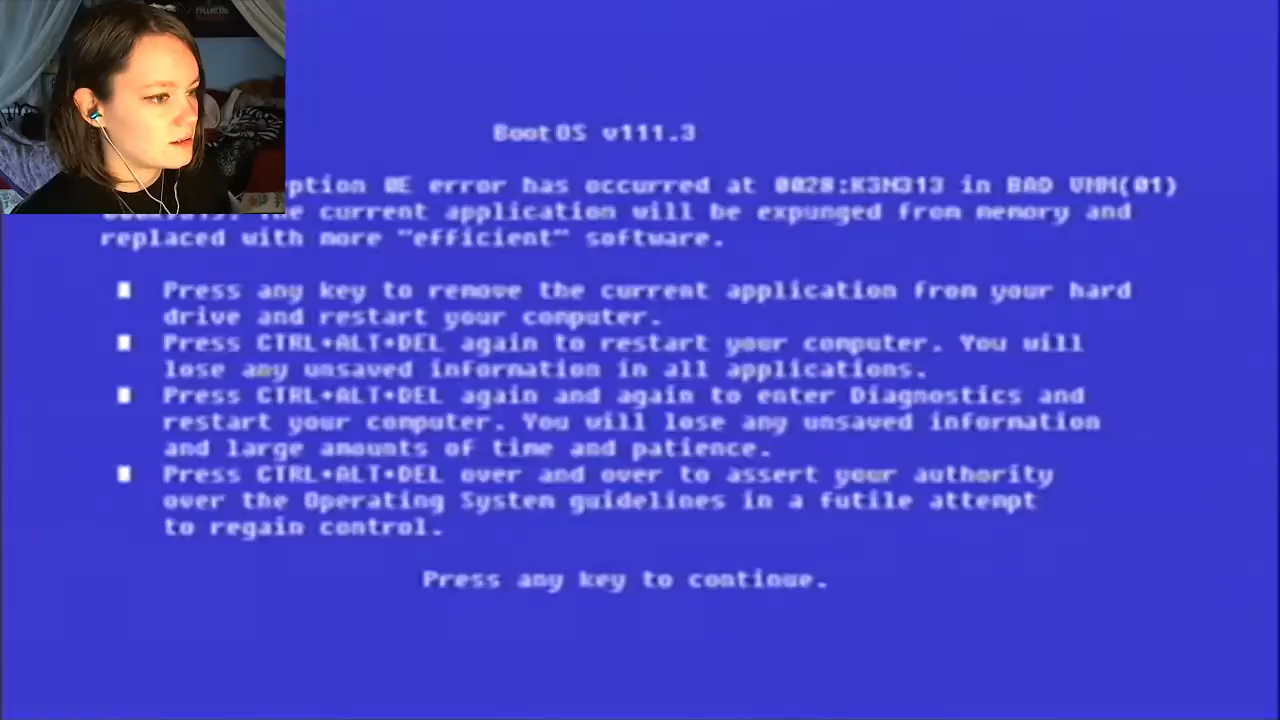 BootOS v111.3
ption 0E error has occurred at 0028:K3M313 in BAD VMM(01)
current application will be expunged from memory and
replaced with more "efficient" software.
Press any key to remove the current application from your hard
drive and restart your computer.
Press CTRL+ALT+DEL again to restart your computer. You will
lose any unsaved information in all applications.
Press CTRL+ALT+DEL again and again to enter Diagnostics and
restart your computer. You will lose any unsaved information
and large amounts of time and patience.
Press CTRL+ALT+DEL over and over to assert your authority
over the Operating System guidelines in a futile attempt
to regain control.
Press any key to continue.